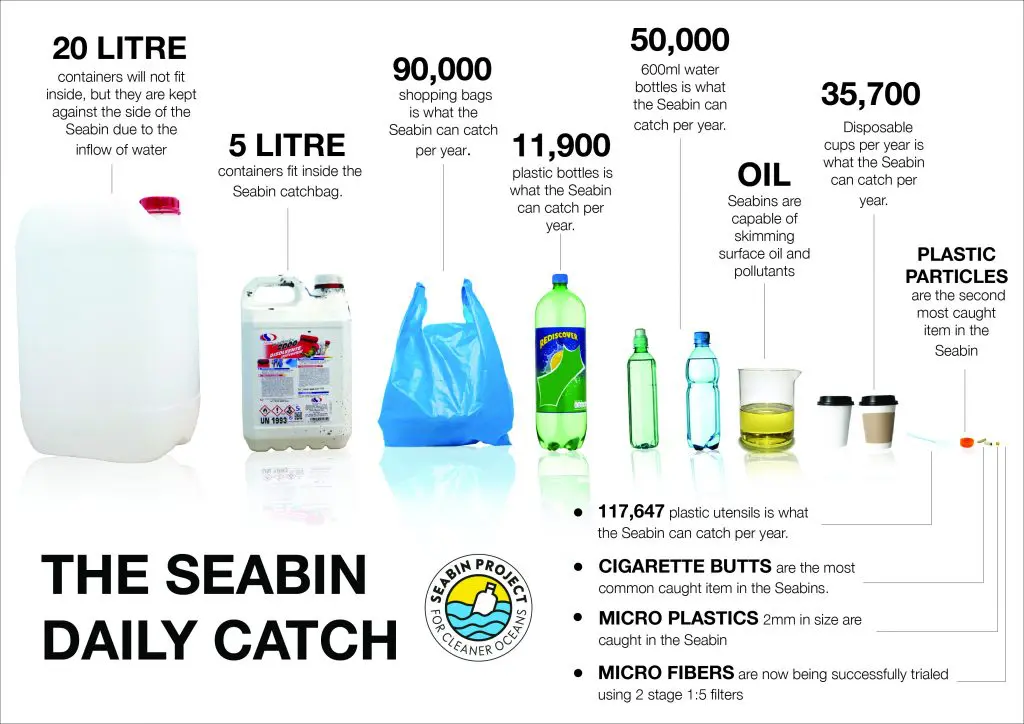 20 LITRE
containers will not fit
inside, but they are kept
against the side of the
Seabin due to the
inflow of water
5 LITRE
containers fit inside the
Seabin catchbag.
90,000
shopping bags
is what the
Seabin can catch
per year.
11,900
plastic bottles is
what the Seabin
can catch per
year.
50,000
600ml water
bottles is what
the Seabin can
catch per year.
OIL
Seabins are
capable of
skimming
surface oil and
pollutants
35,700
Disposable
cups per year is
what the Seabin
can catch per
year.
PLASTIC
PARTICLES
are the second
most caught
item in the
Seabin
REDISCOVER
UN 1993
• 117,647 plastic utensils is what
the Seabin can catch per year.
• CIGARETTE BUTTS are the most
common caught item in the Seabins.
• MICRO PLASTICS 2mm in size are
caught in the Seabin
• MICRO FIBERS are now being successfully trialed
using 2 stage 1:5 filters
THE SEABIN
DAILY CATCH
SEABIN PROJECT
FOR CLEANER OCEANS